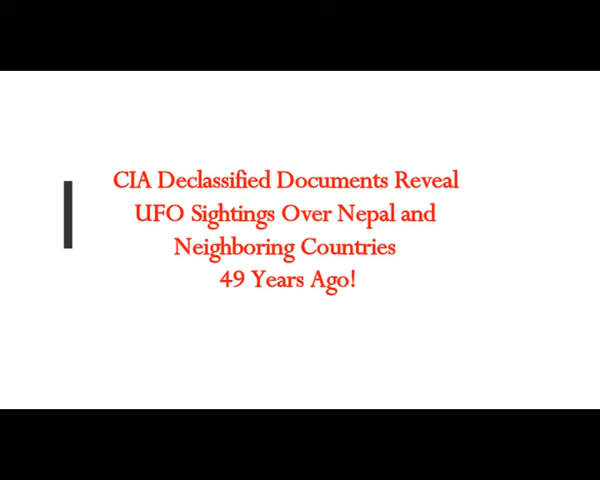 CIA Declassified Documents Reveal
UFO Sightings Over Nepal and
Neighboring Countries
49 Years Ago!